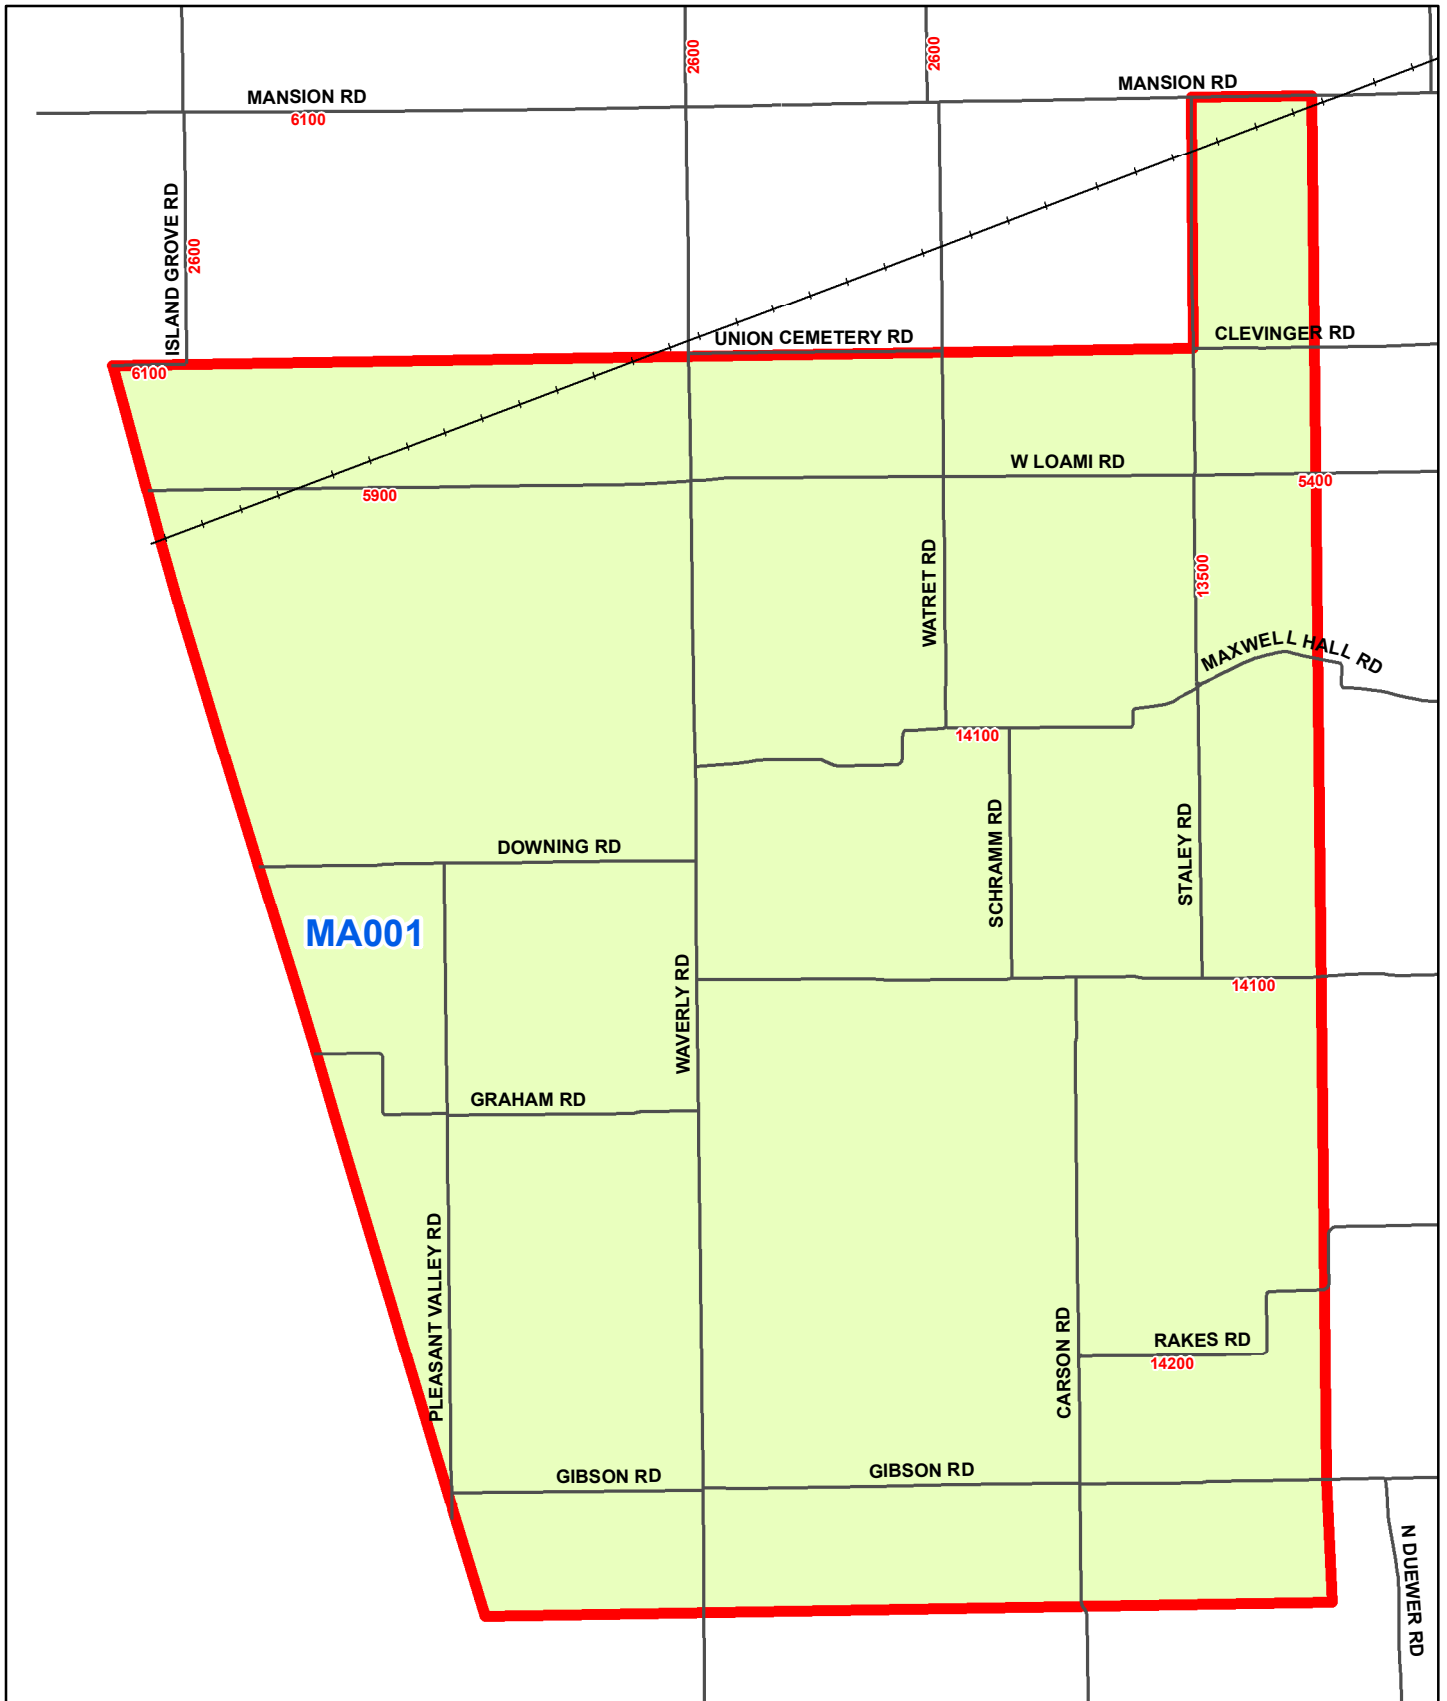 2600
2600
MANSION RD
MANSION RD
6100
ISLAND GROVE RD
2600
UNION CEMETERY RD
CLEVINGER RD
6100
W LOAMI RD
5900
5400
WATRET RD
13500
MAXWELL HALL RD
14100
DOWNING RD
SCHRAMM RD
STALEY RD
MA001
WAVERLY RD
14100
GRAHAM RD
PLEASANT VALLEY RD
CARSON RD
RAKES RD
14200
GIBSON RD
GIBSON RD
N DUEWER RD